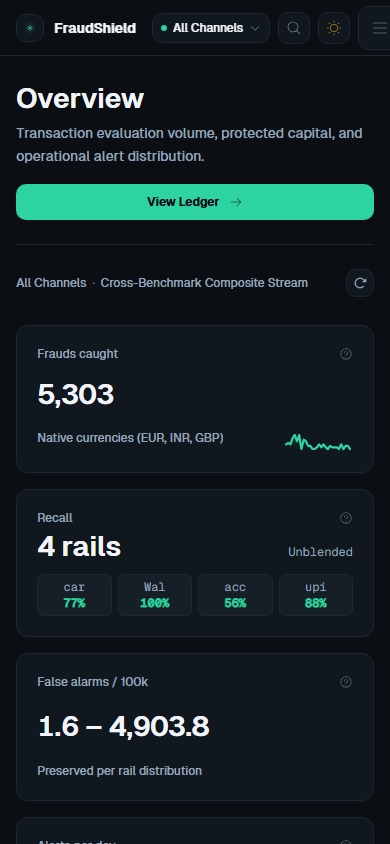 FraudShield
All Channels
Overview
Transaction evaluation volume, protected capital, and
operational alert distribution.
View Ledger →
All Channels · Cross-Benchmark Composite Stream
Frauds caught
5,303
Native currencies (EUR, INR, GBP)
Recall
4 rails
Unblended
car
77%
Wal
100%
acc
56%
upi
88%
False alarms / 100k
1.6 – 4,903.8
Preserved per rail distribution